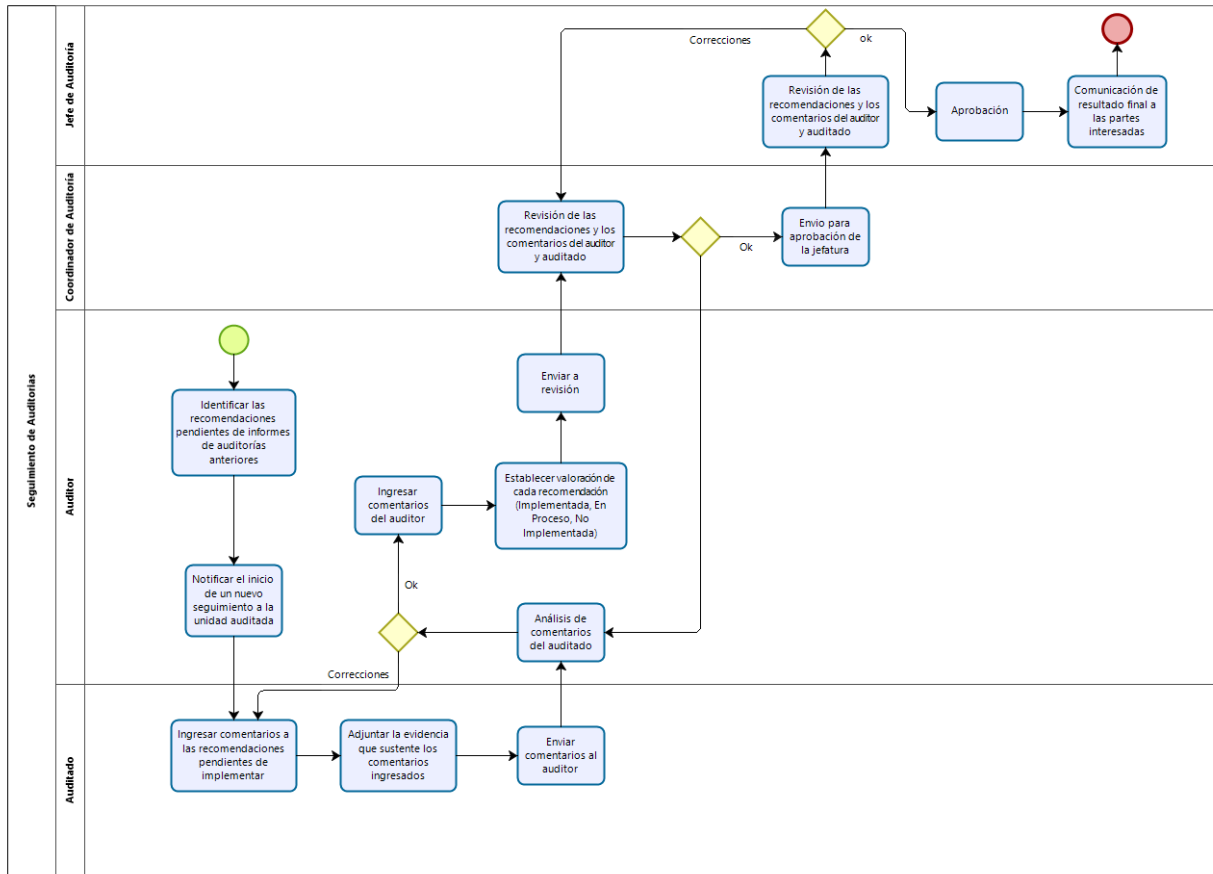 Seguimiento de Auditorias
Jefe de Auditoría
Correcciones
ok
Revisión de las
recomendaciones y los
comentarios del auditor
y auditado
Aprobación
Comunicación de
resultado final a
las partes
interesadas
Coordinador de Auditoría
Revisión de las
recomendaciones y los
comentarios del auditor
y auditado
Ok
Envio para
aprobación de
la jefatura
Auditor
Identificar las
recomendaciones
pendientes de informes
de auditorías
anteriores
Enviar a
revisión
Ingresar
comentarios
del auditor
Establecer valoración de
cada recomendación
(Implementada, En
Proceso, No
Implementada)
Notificar el inicio
de un nuevo
seguimiento a la
unidad auditada
Ok
Análisis de
comentarios
del auditado
Correcciones
Auditado
Ingresar comentarios a
las recomendaciones
pendientes de
implementar
Adjuntar la evidencia
que sustente los
comentarios
ingresados
Enviar
comentarios al
auditor